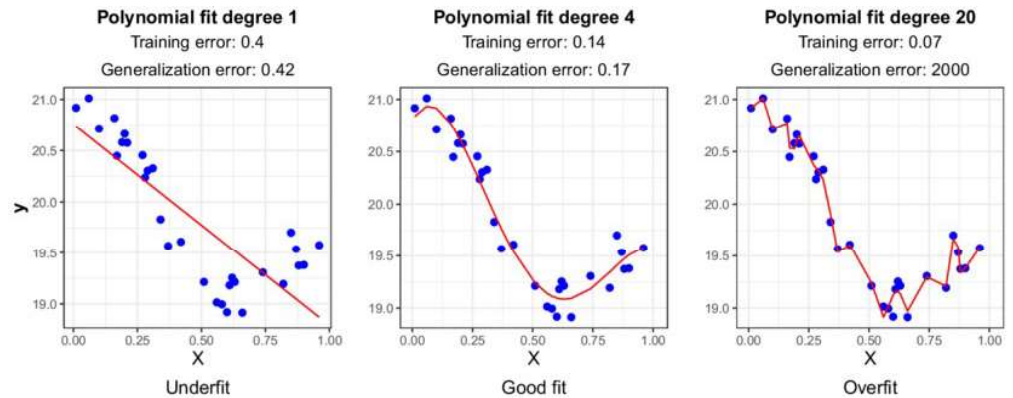 Polynomial fit degree 1
Training error: 0.4
Generalization error: 0.42
21.0
20.5
20.0
19.5
19.0
y
0.00 0.25 0.50 0.75 1.00
X
Underfit
Polynomial fit degree 4
Training error: 0.14
Generalization error: 0.17
21.0
20.5
20.0
19.5
19.0
0.00 0.25 0.50 0.75 1.00
X
Good fit
Polynomial fit degree 20
Training error: 0.07
Generalization error: 2000
21.0
20.5
20.0
19.5
19.0
0.00 0.25 0.50 0.75 1.00
X
Overfit